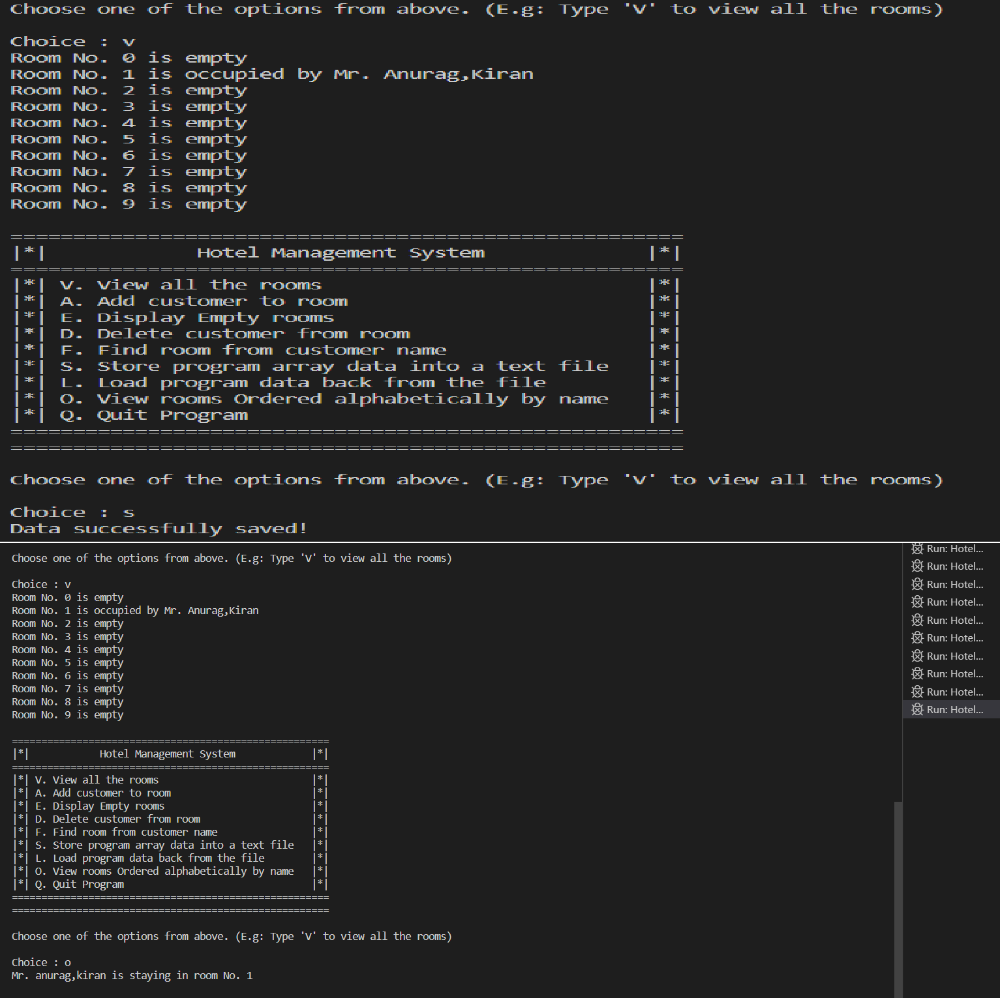 Choose one of the options from above. (E.g: Type 'V' to view all the rooms)
Choice : v
Room No. 0 is empty
Room No. 1 is occupied by Mr. Anurag,Kiran
Room No. 2 is empty
Room No. 3 is empty
Room No. 4 is empty
Room No. 5 is empty
Room No. 6 is empty
Room No. 7 is empty
Room No. 8 is empty
Room No. 9 is empty
======================================================
|*|            Hotel Management System             |*|
======================================================
|*| V. View all the rooms                          |*|
|*| A. Add customer to room                        |*|
|*| E. Display Empty rooms                         |*|
|*| D. Delete customer from room                   |*|
|*| F. Find room from customer name                |*|
|*| S. Store program array data into a text file   |*|
|*| L. Load program data back from the file        |*|
|*| O. View rooms Ordered alphabetically by name   |*|
|*| Q. Quit Program                                |*|
======================================================
======================================================
Choose one of the options from above. (E.g: Type 'V' to view all the rooms)
Choice : s
Data successfully saved!
Choose one of the options from above. (E.g: Type 'V' to view all the rooms)
Choice : v
Room No. 0 is empty
Room No. 1 is occupied by Mr. Anurag,Kiran
Room No. 2 is empty
Room No. 3 is empty
Room No. 4 is empty
Room No. 5 is empty
Room No. 6 is empty
Room No. 7 is empty
Room No. 8 is empty
Room No. 9 is empty
======================================================
|*|            Hotel Management System             |*|
======================================================
|*| V. View all the rooms                          |*|
|*| A. Add customer to room                        |*|
|*| E. Display Empty rooms                         |*|
|*| D. Delete customer from room                   |*|
|*| F. Find room from customer name                |*|
|*| S. Store program array data into a text file   |*|
|*| L. Load program data back from the file        |*|
|*| O. View rooms Ordered alphabetically by name   |*|
|*| Q. Quit Program                                |*|
======================================================
======================================================
Choose one of the options from above. (E.g: Type 'V' to view all the rooms)
Choice : o
Mr. anurag,kiran is staying in room No. 1
Run: Hotel...
Run: Hotel...
Run: Hotel...
Run: Hotel...
Run: Hotel...
Run: Hotel...
Run: Hotel...
Run: Hotel...
Run: Hotel...
Run: Hotel...